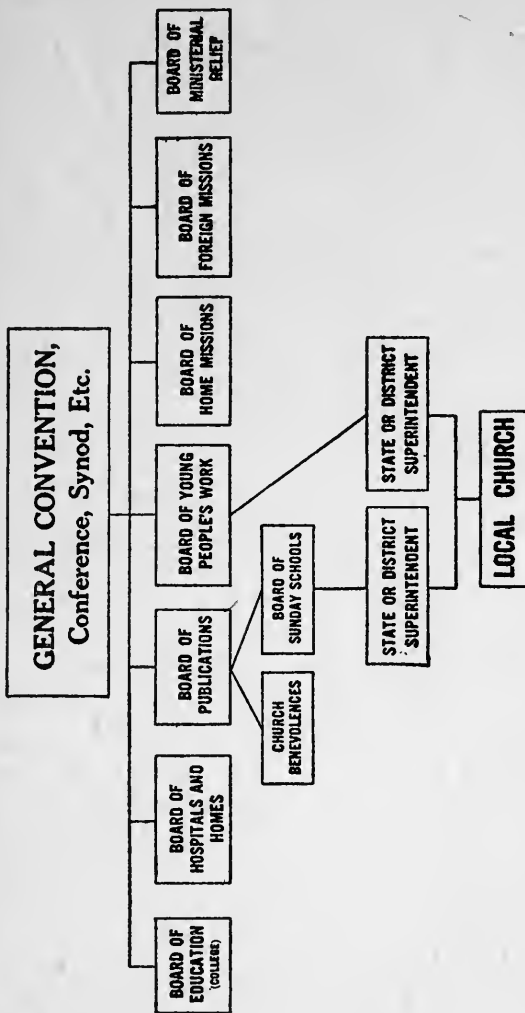 GENERAL CONVENTION,
Conference, Synod, Etc.
BOARD OF
EDUCATION
(COLLEGE)
BOARD OF
HOSPITALS AND
HOMES
BOARD OF
PUBLICATIONS
BOARD OF YOUNG
PEOPLE'S WORK
BOARD OF
HOME MISSIONS
BOARD OF
FOREIGN MISSIONS
BOARD OF
MINISTERIAL
RELIEF
CHURCH
BENEVOLENCES
BOARD OF
SUNDAY SCHOOLS
STATE OR DISTRICT
SUPERINTENDENT
STATE OR DISTRICT
SUPERINTENDENT
LOCAL CHURCH